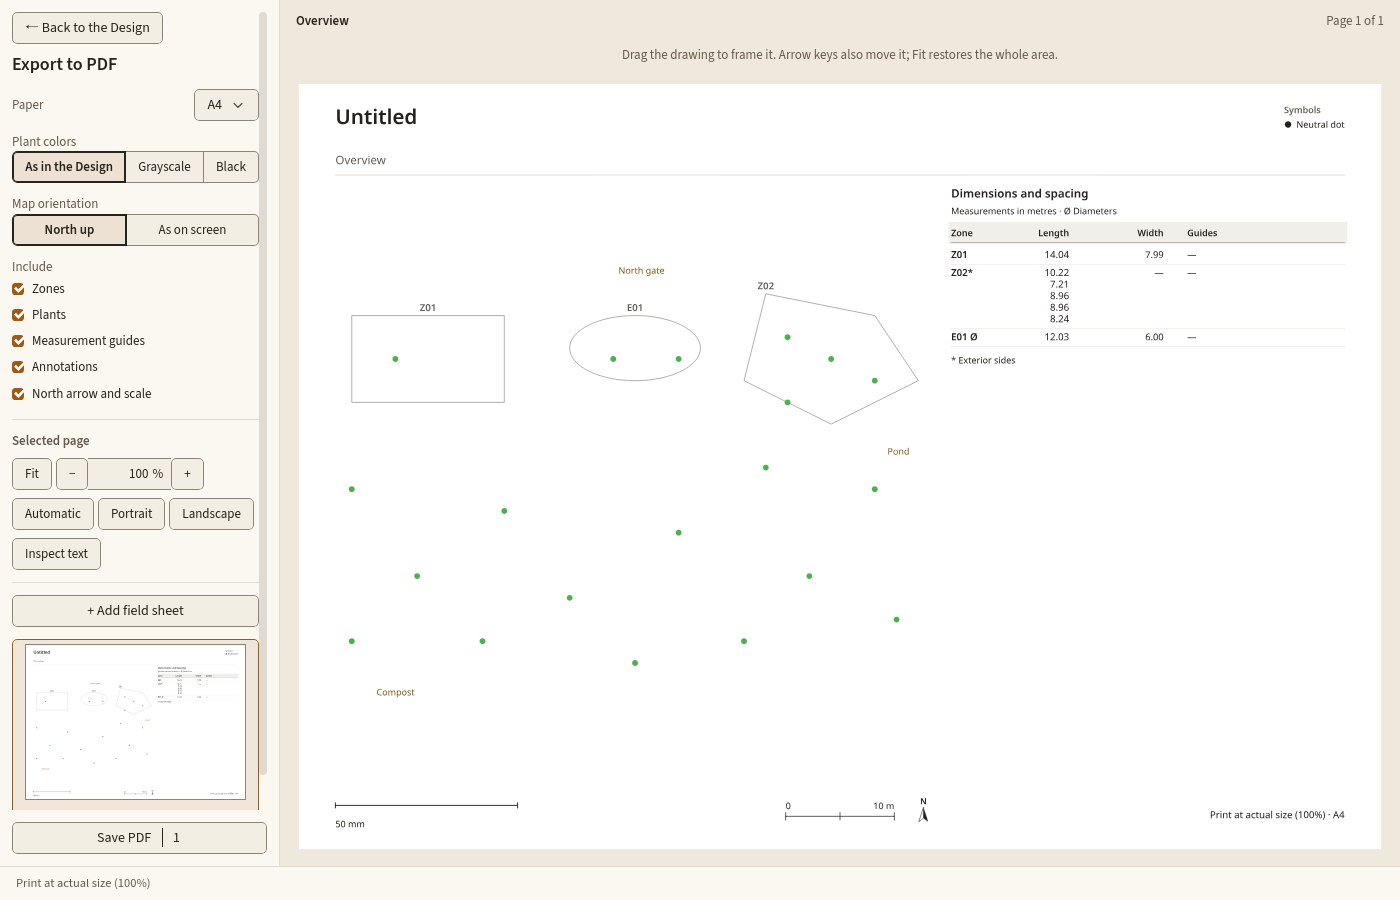 ← Back to the Design
Export to PDF
Paper
A4
Plant colors
As in the Design
Grayscale
Black
Map orientation
North up
As on screen
Include
Zones
Plants
Measurement guides
Annotations
North arrow and scale
Selected page
Fit
−
100 %
+
Automatic
Portrait
Landscape
Inspect text
+ Add field sheet
Untitled
Save PDF
1
Overview
Page 1 of 1
Drag the drawing to frame it. Arrow keys also move it; Fit restores the whole area.
Untitled
Symbols
Neutral dot
Overview
North gate
Z01
E01
Z02
Pond
Compost
Dimensions and spacing
Measurements in metres · Ø Diameters
Zone Length Width Guides
Z01 14.04 7.99 —
Z02* 10.22 — —
7.21
8.96
8.96
8.24
E01 Ø 12.03 6.00 —
* Exterior sides
50 mm
0
10 m
N
Print at actual size (100%) · A4
Print at actual size (100%)